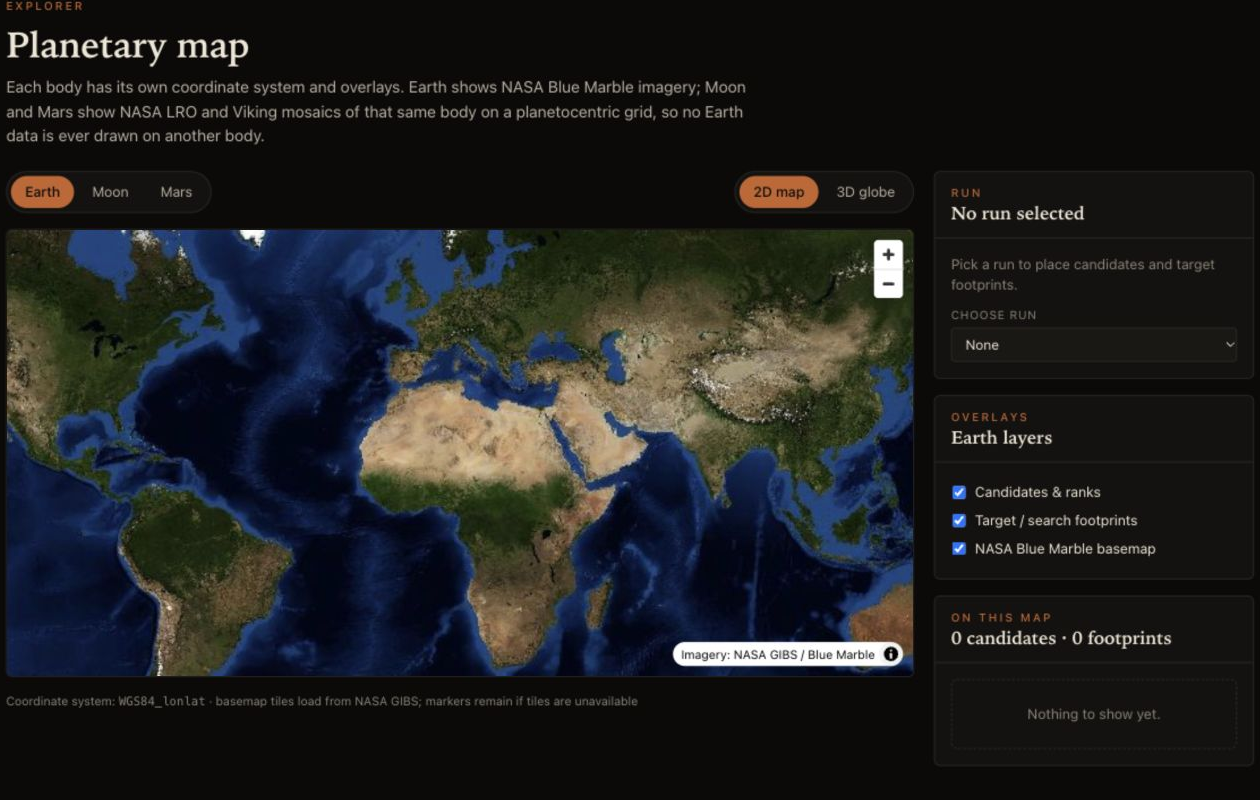 EXPLORER
Planetary map
Each body has its own coordinate system and overlays. Earth shows NASA Blue Marble imagery; Moon
and Mars show NASA LRO and Viking mosaics of that same body on a planetocentric grid, so no Earth
data is ever drawn on another body.
Earth Moon Mars
2D map 3D globe
+
−
Imagery: NASA GIBS / Blue Marble
Coordinate system: WGS84_lonlat · basemap tiles load from NASA GIBS; markers remain if tiles are unavailable
RUN
No run selected
Pick a run to place candidates and target
footprints.
CHOOSE RUN
None
OVERLAYS
Earth layers
Candidates & ranks
Target / search footprints
NASA Blue Marble basemap
ON THIS MAP
0 candidates · 0 footprints
Nothing to show yet.